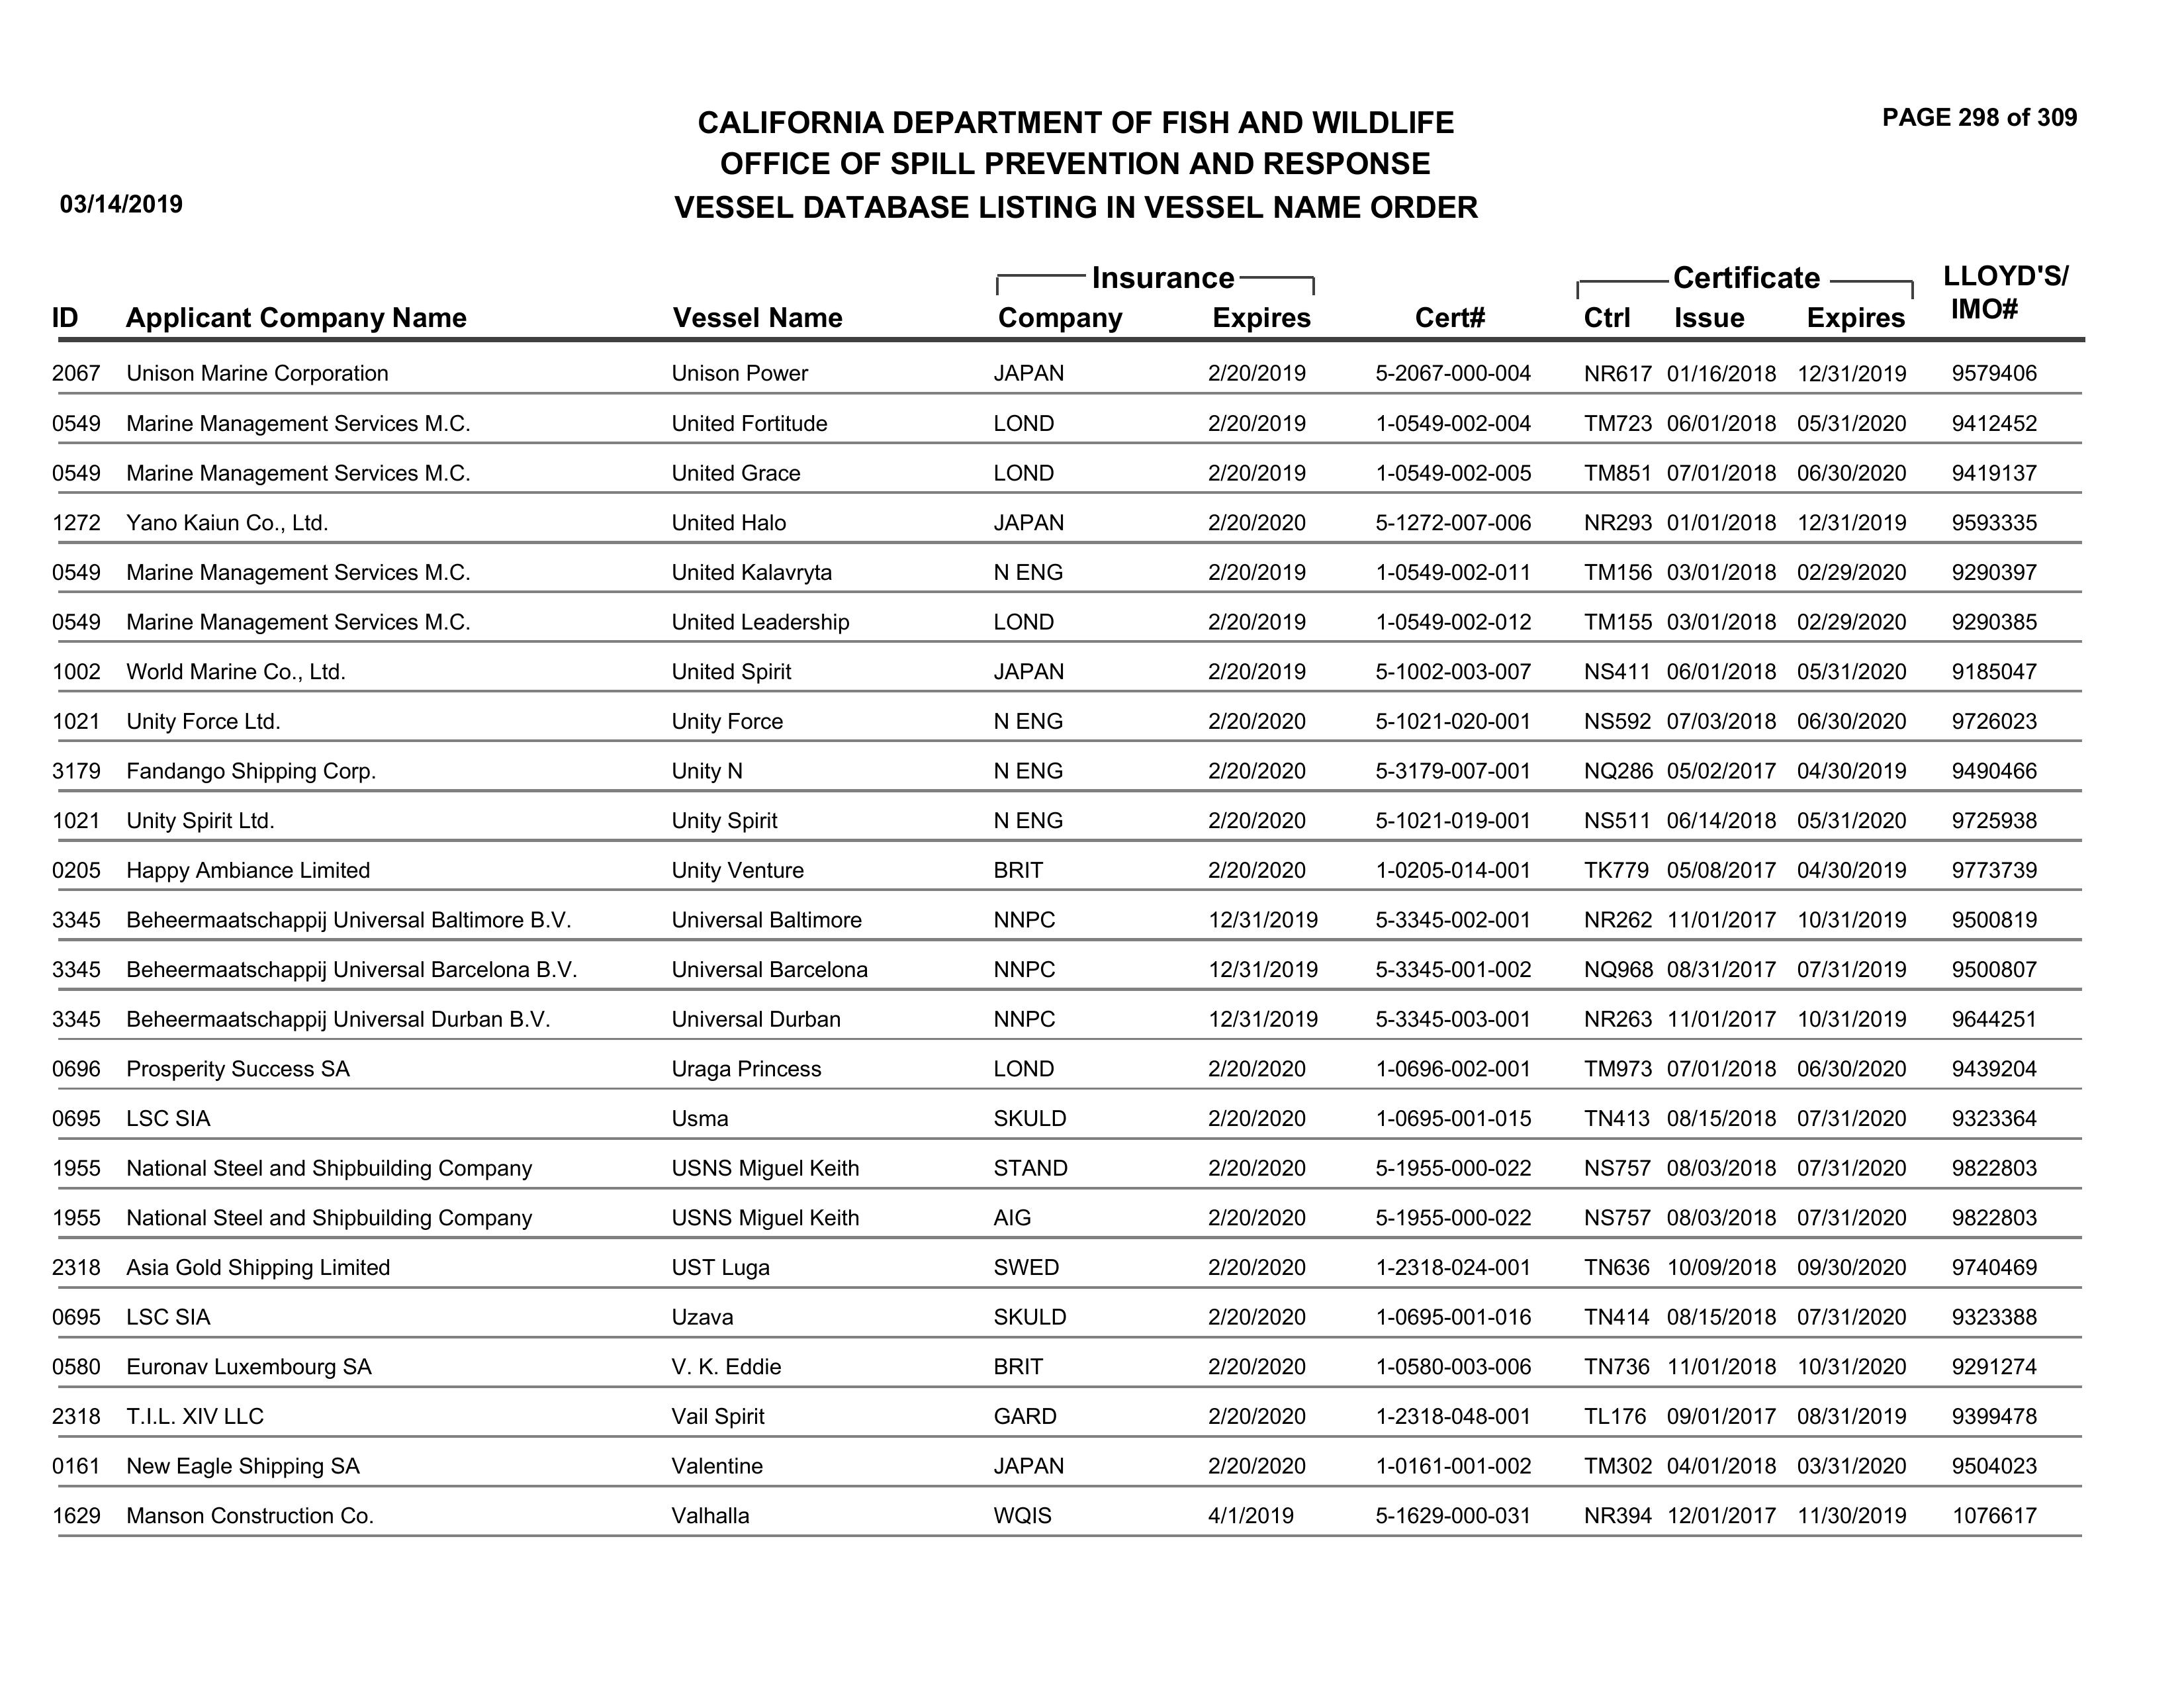 CALIFORNIA DEPARTMENT OF FISH AND WILDLIFE PAGE 298 of 309
OFFICE OF SPILL PREVENTION AND RESPONSE
03/14/2019 VESSEL DATABASE LISTING IN VESSEL NAME ORDER
Insurance Certificate LLOYD'S/
ID Applicant Company Name Vessel Name Company Expires Cert# Ctrl Issue Expires IMO#
2067 Unison Marine Corporation Unison Power JAPAN 2/20/2019 5-2067-000-004 NR617 01/16/2018 12/31/2019 9579406
0549 Marine Management Services M.C. United Fortitude LOND 2/20/2019 1-0549-002-004 TM723 06/01/2018 05/31/2020 9412452
0549 Marine Management Services M.C. United Grace LOND 2/20/2019 1-0549-002-005 TM851 07/01/2018 06/30/2020 9419137
1272 Yano Kaiun Co., Ltd. United Halo JAPAN 2/20/2020 5-1272-007-006 NR293 01/01/2018 12/31/2019 9593335
0549 Marine Management Services M.C. United Kalavryta N ENG 2/20/2019 1-0549-002-011 TM156 03/01/2018 02/29/2020 9290397
0549 Marine Management Services M.C. United Leadership LOND 2/20/2019 1-0549-002-012 TM155 03/01/2018 02/29/2020 9290385
1002 World Marine Co., Ltd. United Spirit JAPAN 2/20/2019 5-1002-003-007 NS411 06/01/2018 05/31/2020 9185047
1021 Unity Force Ltd. Unity Force N ENG 2/20/2020 5-1021-020-001 NS592 07/03/2018 06/30/2020 9726023
3179 Fandango Shipping Corp. Unity N N ENG 2/20/2020 5-3179-007-001 NQ286 05/02/2017 04/30/2019 9490466
1021 Unity Spirit Ltd. Unity Spirit N ENG 2/20/2020 5-1021-019-001 NS511 06/14/2018 05/31/2020 9725938
0205 Happy Ambiance Limited Unity Venture BRIT 2/20/2020 1-0205-014-001 TK779 05/08/2017 04/30/2019 9773739
3345 Beheermaatschappij Universal Baltimore B.V. Universal Baltimore NNPC 12/31/2019 5-3345-002-001 NR262 11/01/2017 10/31/2019 9500819
3345 Beheermaatschappij Universal Barcelona B.V. Universal Barcelona NNPC 12/31/2019 5-3345-001-002 NQ968 08/31/2017 07/31/2019 9500807
3345 Beheermaatschappij Universal Durban B.V. Universal Durban NNPC 12/31/2019 5-3345-003-001 NR263 11/01/2017 10/31/2019 9644251
0696 Prosperity Success SA Uraga Princess LOND 2/20/2020 1-0696-002-001 TM973 07/01/2018 06/30/2020 9439204
0695 LSC SIA Usma SKULD 2/20/2020 1-0695-001-015 TN413 08/15/2018 07/31/2020 9323364
1955 National Steel and Shipbuilding Company USNS Miguel Keith STAND 2/20/2020 5-1955-000-022 NS757 08/03/2018 07/31/2020 9822803
1955 National Steel and Shipbuilding Company USNS Miguel Keith AIG 2/20/2020 5-1955-000-022 NS757 08/03/2018 07/31/2020 9822803
2318 Asia Gold Shipping Limited UST Luga SWED 2/20/2020 1-2318-024-001 TN636 10/09/2018 09/30/2020 9740469
0695 LSC SIA Uzava SKULD 2/20/2020 1-0695-001-016 TN414 08/15/2018 07/31/2020 9323388
0580 Euronav Luxembourg SA V. K. Eddie BRIT 2/20/2020 1-0580-003-006 TN736 11/01/2018 10/31/2020 9291274
2318 T.I.L. XIV LLC Vail Spirit GARD 2/20/2020 1-2318-048-001 TL176 09/01/2017 08/31/2019 9399478
0161 New Eagle Shipping SA Valentine JAPAN 2/20/2020 1-0161-001-002 TM302 04/01/2018 03/31/2020 9504023
1629 Manson Construction Co. Valhalla WQIS 4/1/2019 5-1629-000-031 NR394 12/01/2017 11/30/2019 1076617